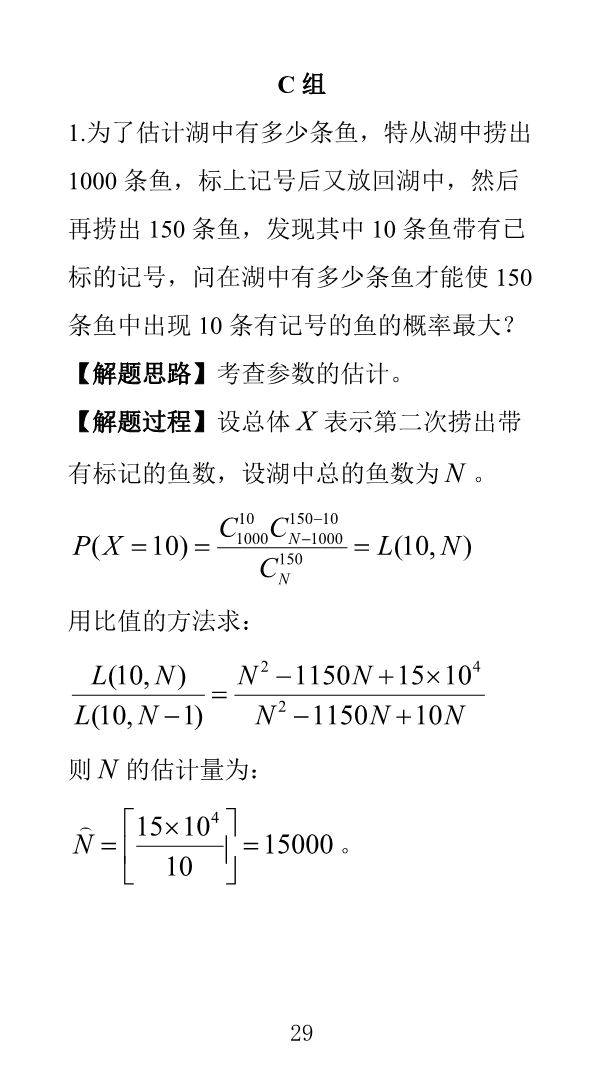 C 组
1.为了估计湖中有多少条鱼，特从湖中捞出
1000 条鱼，标上记号后又放回湖中，然后
再捞出 150 条鱼，发现其中 10 条鱼带有已
标的记号，问在湖中有多少条鱼才能使 150
条鱼中出现 10 条有记号的鱼的概率最大？
【解题思路】考查参数的估计。
【解题过程】设总体 X 表示第二次捞出带
有标记的鱼数，设湖中总的鱼数为 N 。
P(X = 10) = \frac{C_{1000}^{10} C_{N-1000}^{150-10}}{C_{N}^{150}} = L(10, N)
用比值的方法求：
\frac{L(10, N)}{L(10, N-1)} = \frac{N^2 - 1150N + 15×10^4}{N^2 - 1150N + 10N}
则 N 的估计量为：
\hat{N} = \left[\frac{15×10^4}{10}\right] = 15000 。
29